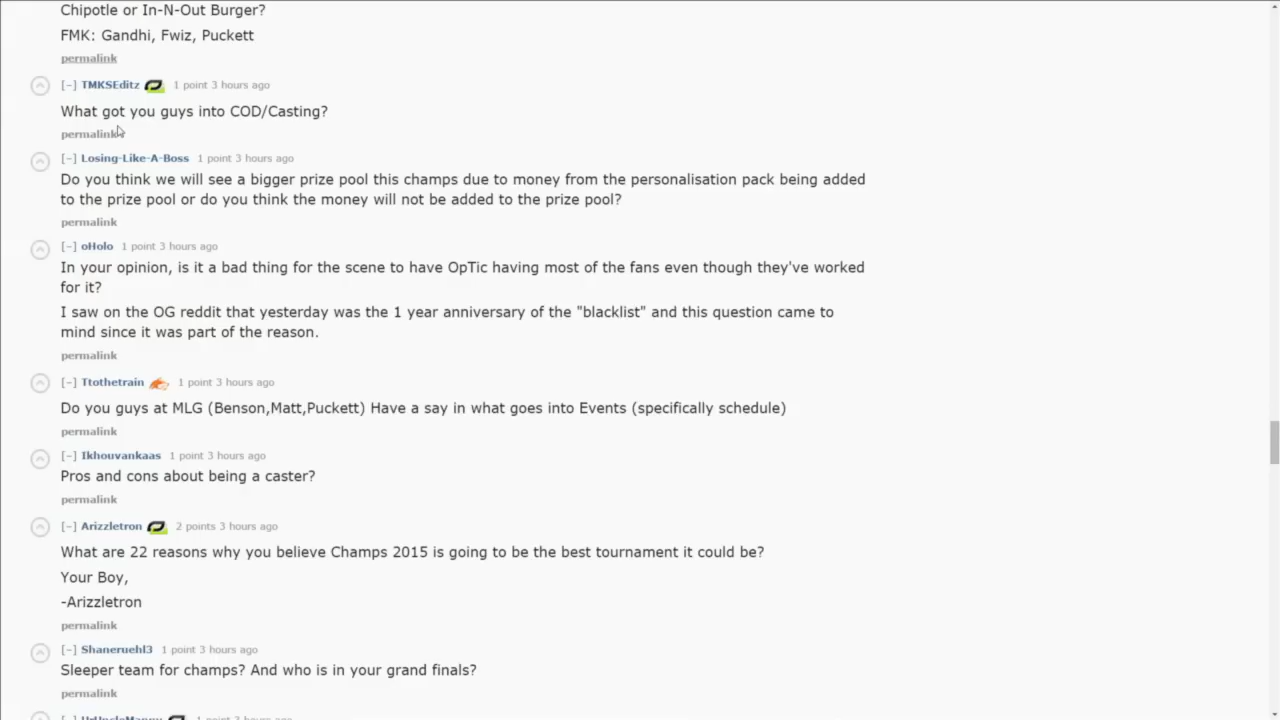 Chipotle or In-N-Out Burger?
FMK: Gandhi, Fwiz, Puckett
permalink
[–] TMKSEditz 1 point 3 hours ago
What got you guys into COD/Casting?
permalink
[–] Losing-Like-A-Boss 1 point 3 hours ago
Do you think we will see a bigger prize pool this champs due to money from the personalisation pack being added
to the prize pool or do you think the money will not be added to the prize pool?
permalink
[–] oHolo 1 point 3 hours ago
In your opinion, is it a bad thing for the scene to have OpTic having most of the fans even though they've worked
for it?
I saw on the OG reddit that yesterday was the 1 year anniversary of the "blacklist" and this question came to
mind since it was part of the reason.
permalink
[–] Ttothetrain 1 point 3 hours ago
Do you guys at MLG (Benson,Matt,Puckett) Have a say in what goes into Events (specifically schedule)
permalink
[–] Ikhouvankaas 1 point 3 hours ago
Pros and cons about being a caster?
permalink
[–] Arizzletron 2 points 3 hours ago
What are 22 reasons why you believe Champs 2015 is going to be the best tournament it could be?
Your Boy,
-Arizzletron
permalink
[–] Shaneruehl3 1 point 3 hours ago
Sleeper team for champs? And who is in your grand finals?
permalink
1 point 3 hours ago